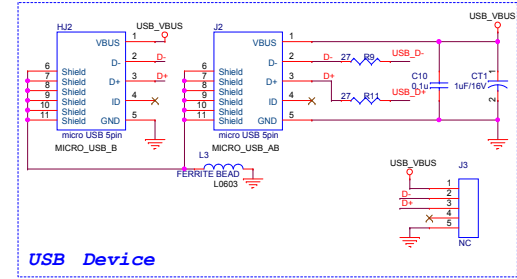 USB_VBUS
HJ2
USB_VBUS
J2
VBUS 1
VBUS 1
D- 2 D-
D- 2 D- 27 R9 USB_D-
6 Shield
7 Shield D+ 3 D+
8 Shield
9 Shield ID 4
10 Shield
11 Shield GND 5
6 Shield
7 Shield D+ 3 D+
8 Shield
9 Shield ID 4
10 Shield
11 Shield GND 5
27 R11 USB_D+
C10
0.1u
CT1
1uF/16V
1
2
micro USB 5pin
MICRO_USB_B
micro USB 5pin
MICRO_USB_AB
L3
FERRITE BEAD
L0603
USB_VBUS
J3
1
D- 2
D+ 3
4
5
NC
USB Device